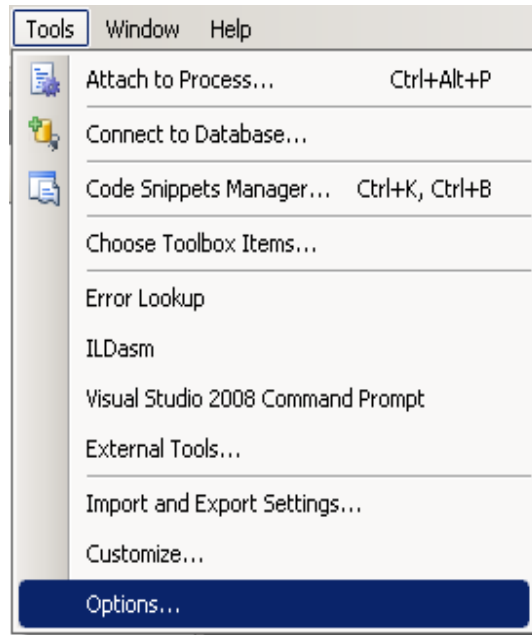 Tools Window Help
Attach to Process... Ctrl+Alt+P
Connect to Database...
Code Snippets Manager... Ctrl+K, Ctrl+B
Choose Toolbox Items...
Error Lookup
ILDasm
Visual Studio 2008 Command Prompt
External Tools...
Import and Export Settings...
Customize...
Options...